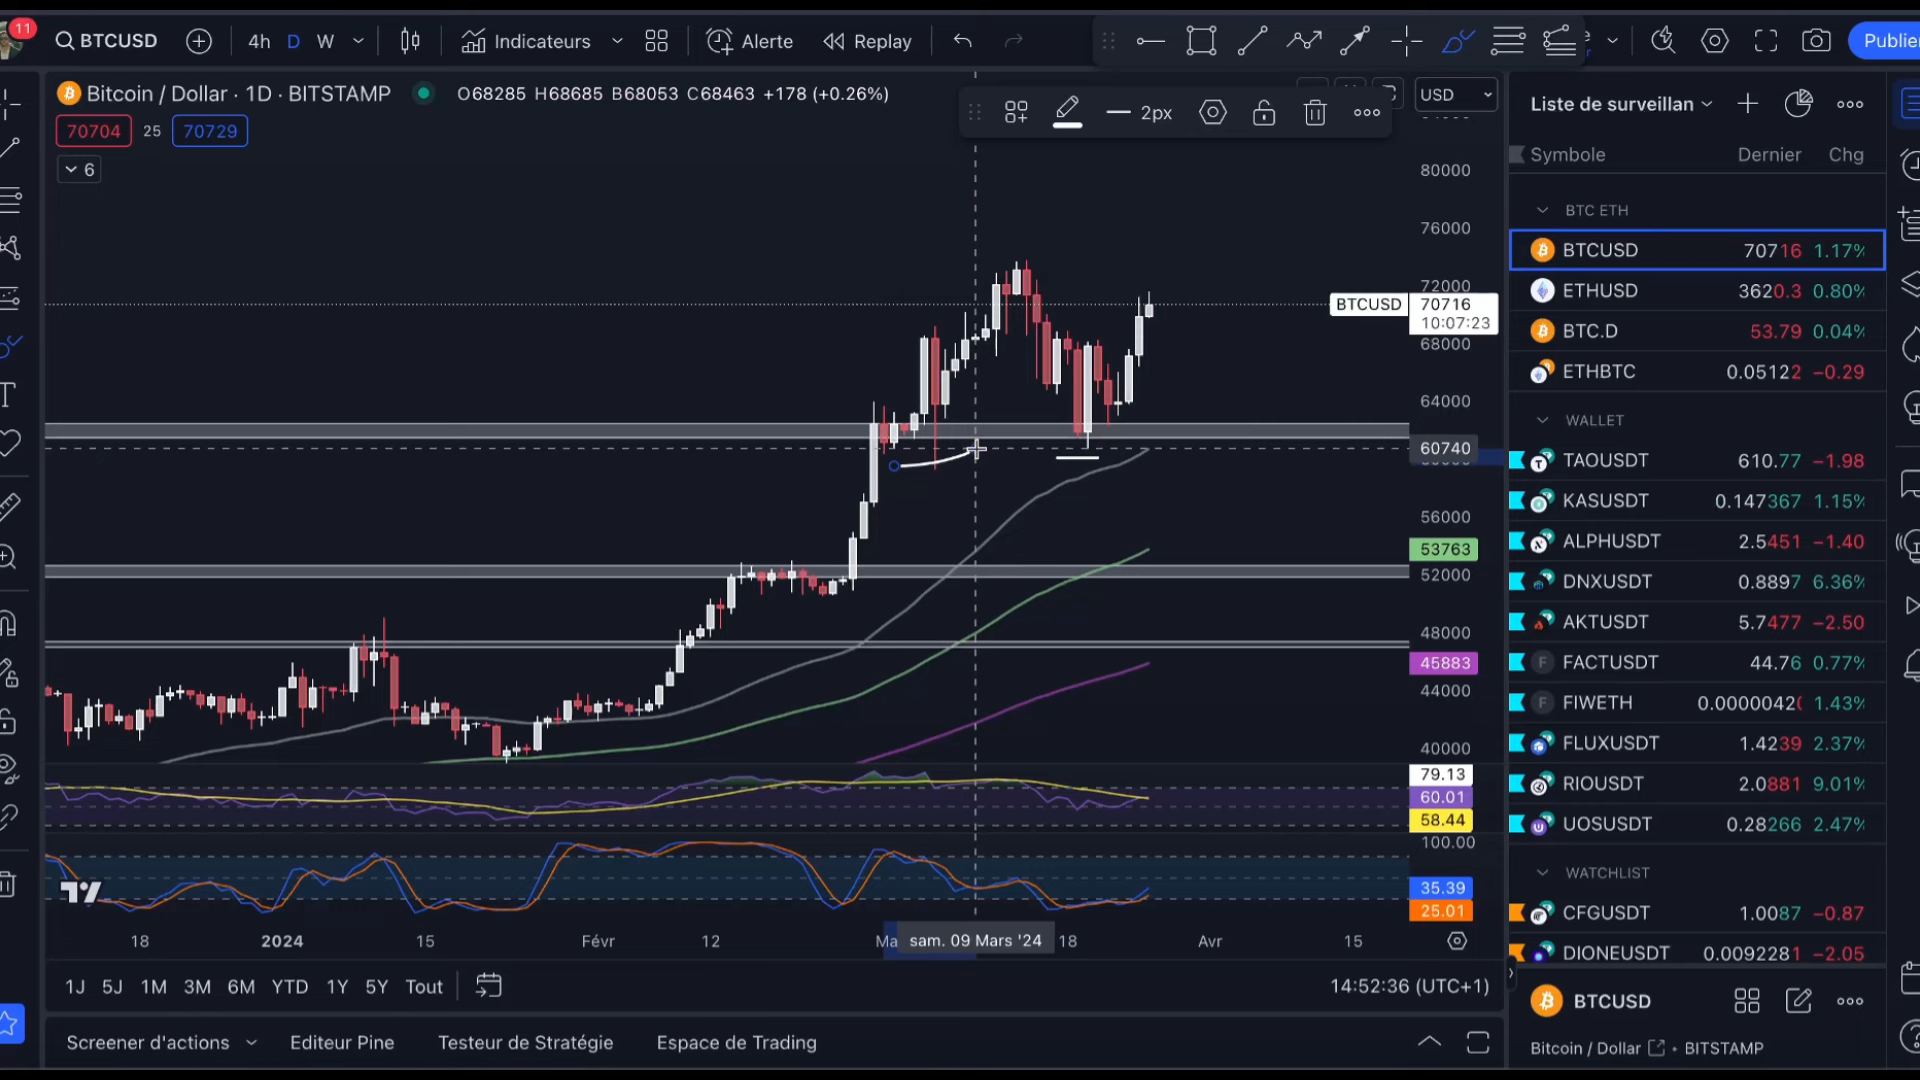 11
BTCUSD
4h D W
Indicateurs
Alerte
Replay
Publier
Bitcoin / Dollar · 1D · BITSTAMP
O68285 H68685 B68053 C68463 +178 (+0.26%)
USD
70704 25 70729
2px
6
80000
76000
72000
BTCUSD 70716
10:07:23
68000
64000
60740
56000
53763
52000
48000
45883
44000
40000
79.13
60.01
58.44
100.00
35.39
25.01
18 2024 15 Févr 12 Ma sam. 09 Mars '24 18 Avr 15
1J 5J 1M 3M 6M YTD 1Y 5Y Tout
14:52:36 (UTC+1)
Screener d'actions Editeur Pine Testeur de Stratégie Espace de Trading
Liste de surveillan
Symbole Dernier Chg
BTC ETH
BTCUSD 70716 1.17%
ETHUSD 3620.3 0.80%
BTC.D 53.79 0.04%
ETHBTC 0.05122 −0.29
WALLET
TAOUSDT 610.77 −1.98
KASUSDT 0.147367 1.15%
ALPHUSDT 2.5451 −1.40
DNXUSDT 0.8897 6.36%
AKTUSDT 5.7477 −2.50
F FACTUSDT 44.76 0.77%
F FIWETH 0.0000042 1.43%
FLUXUSDT 1.4239 2.37%
RIOUSDT 2.0881 9.01%
UOSUSDT 0.28266 2.47%
WATCHLIST
CFGUSDT 1.0087 −0.87
DIONEUSDT 0.0092281 −2.05
BTCUSD
Bitcoin / Dollar • BITSTAMP